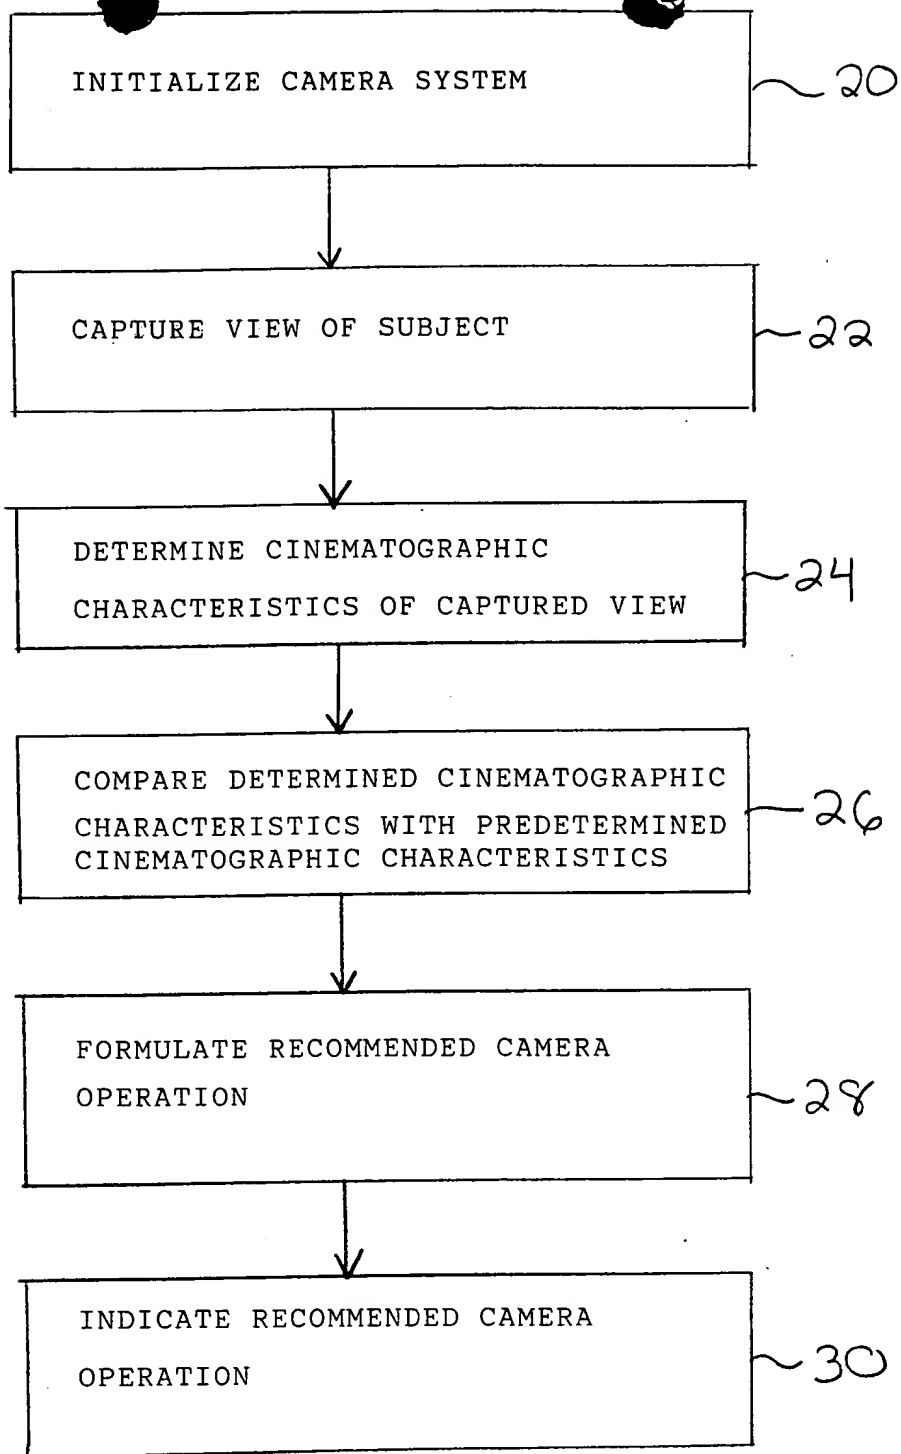 INITIALIZE CAMERA SYSTEM
20
CAPTURE VIEW OF SUBJECT
22
DETERMINE CINEMATOGRAPHIC
CHARACTERISTICS OF CAPTURED VIEW
24
COMPARE DETERMINED CINEMATOGRAPHIC
CHARACTERISTICS WITH PREDETERMINED
CINEMATOGRAPHIC CHARACTERISTICS
26
FORMULATE RECOMMENDED CAMERA
OPERATION
28
INDICATE RECOMMENDED CAMERA
OPERATION
30